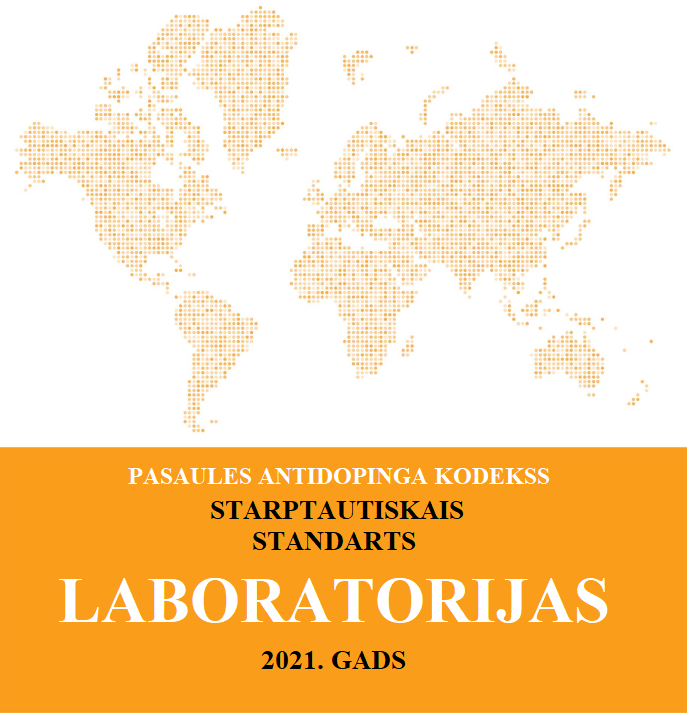 PASAULES ANTIDOPINGA KODEKSS
STARPTAUTISKAIS
STANDARTS
LABORATORIJAS
2021. GADS